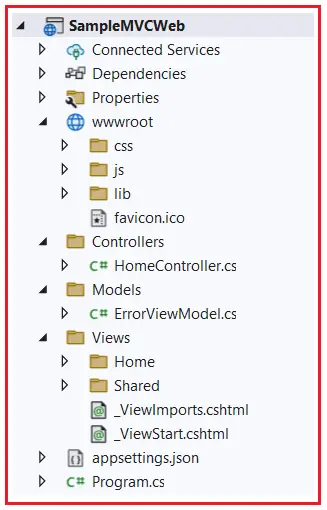 SampleMVCWeb
Connected Services
Dependencies
Properties
wwwroot
css
js
lib
favicon.ico
Controllers
C# HomeController.cs
Models
C# ErrorViewModel.cs
Views
Home
Shared
_ViewImports.cshtml
_ViewStart.cshtml
appsettings.json
C# Program.cs